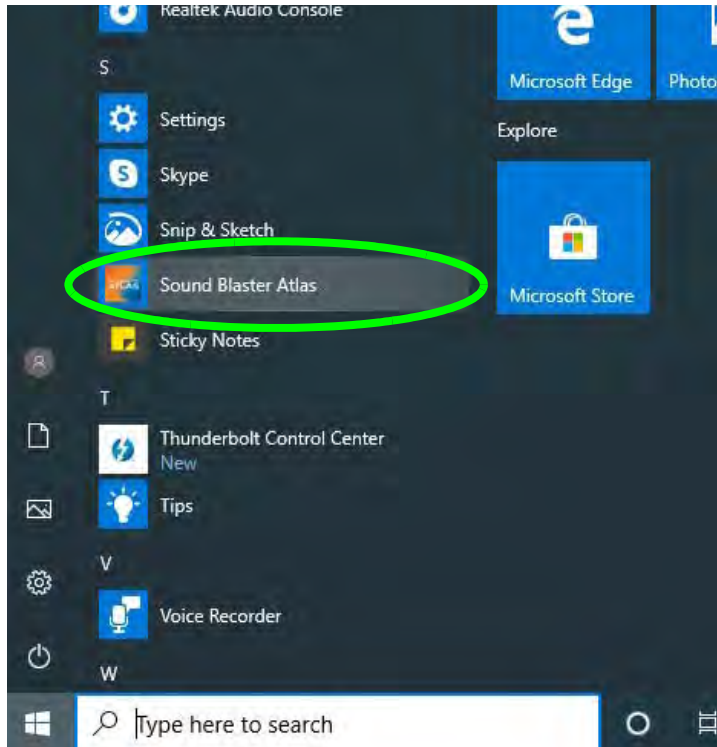 Realtek Audio Console
S
Settings
S
Skype
Snip & Sketch
Sound Blaster Atlas
Sticky Notes
T
Thunderbolt Control Center
New
Tips
V
Voice Recorder
W
Type here to search
Microsoft Edge
Photo
Explore
Microsoft Store